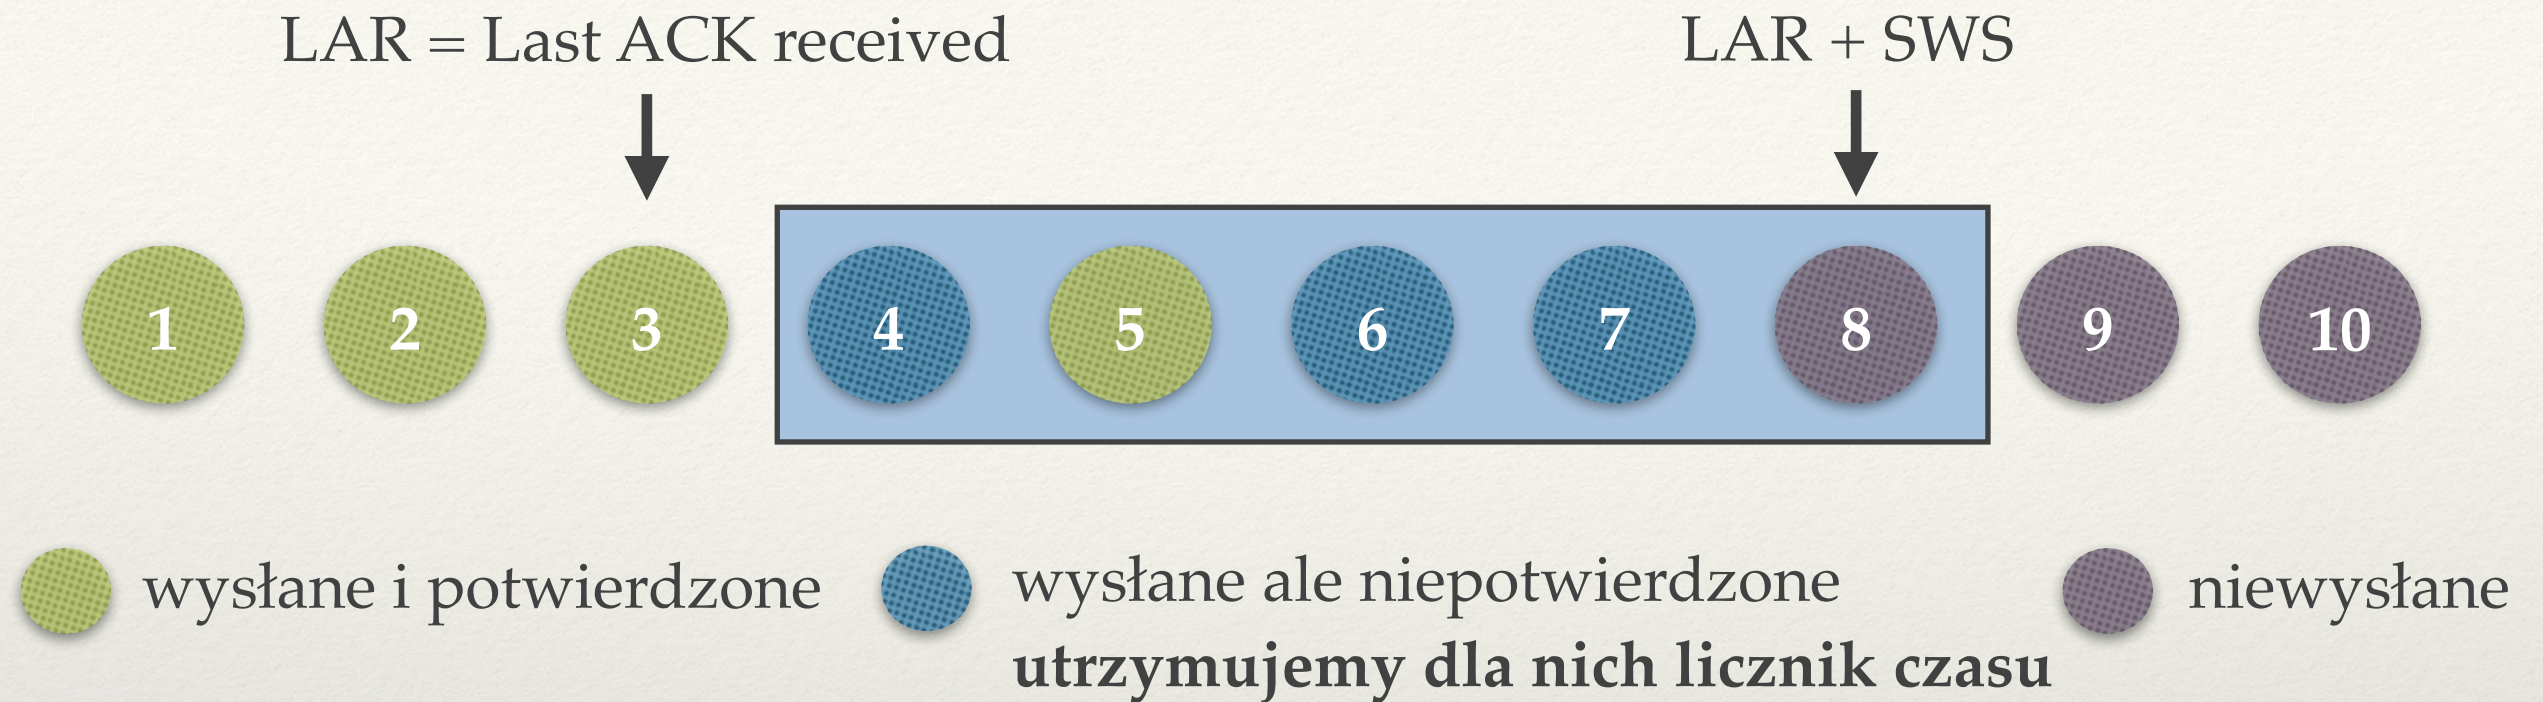 LAR = Last ACK received LAR + SWS
1 2 3 4 5 6 7 8 9 10
wysłane i potwierdzone wysłane ale niepotwierdzone niewysłane
utrzymujemy dla nich licznik czasu